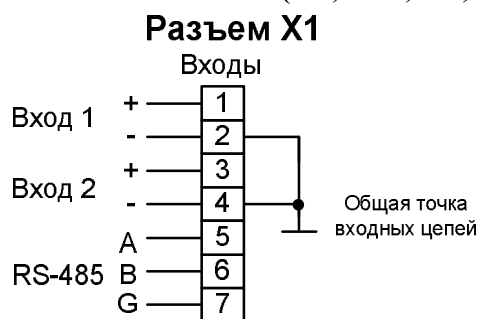 Разъем X1
Входы
Вход 1 + 1
- 2
Вход 2 + 3
- 4
Общая точка
входных цепей
RS-485 A 5
B 6
G 7